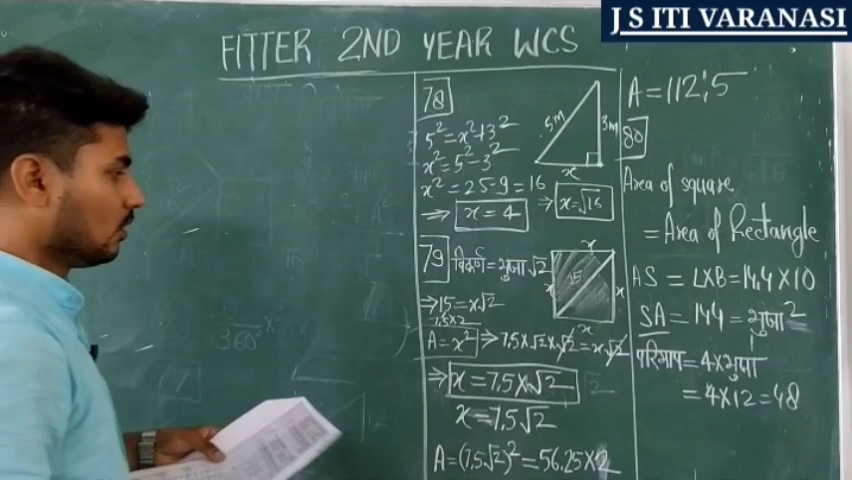 J S ITI VARANASI
FITTER 2ND YEAR WCS
78
5m
3m
x
5² = x² + 3²
x² = 5² - 3²
x² = 25 - 9 = 16
⇒ x = 4 ⇒ x = √16
79 विकर्ण = भुजा √2
x
x 15 x
x
⇒ 15 = x√2
7.5×2
A = x² ⇒ 7.5×√2×√2 = x√2
⇒ x = 7.5×√2
x = 7.5√2
A = (7.5√2)² = 56.25×2
A = 112.5
80
Area of square
= Area of Rectangle
AS = L×B = 14.4×10
SA = 144 = भुजा²
परिमाप = 4×भुजा
= 4×12 = 48